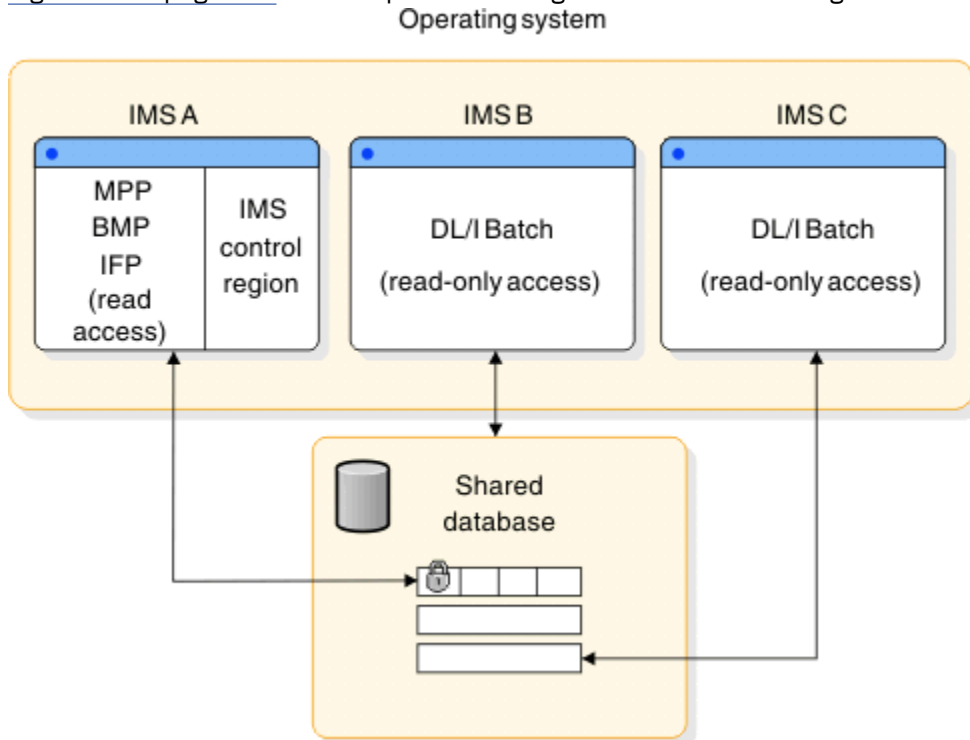 Operating system
IMS A
IMS B
IMS C
MPP
BMP
IFP
(read
access)
IMS
control
region
DL/I Batch
(read-only access)
DL/I Batch
(read-only access)
Shared
database